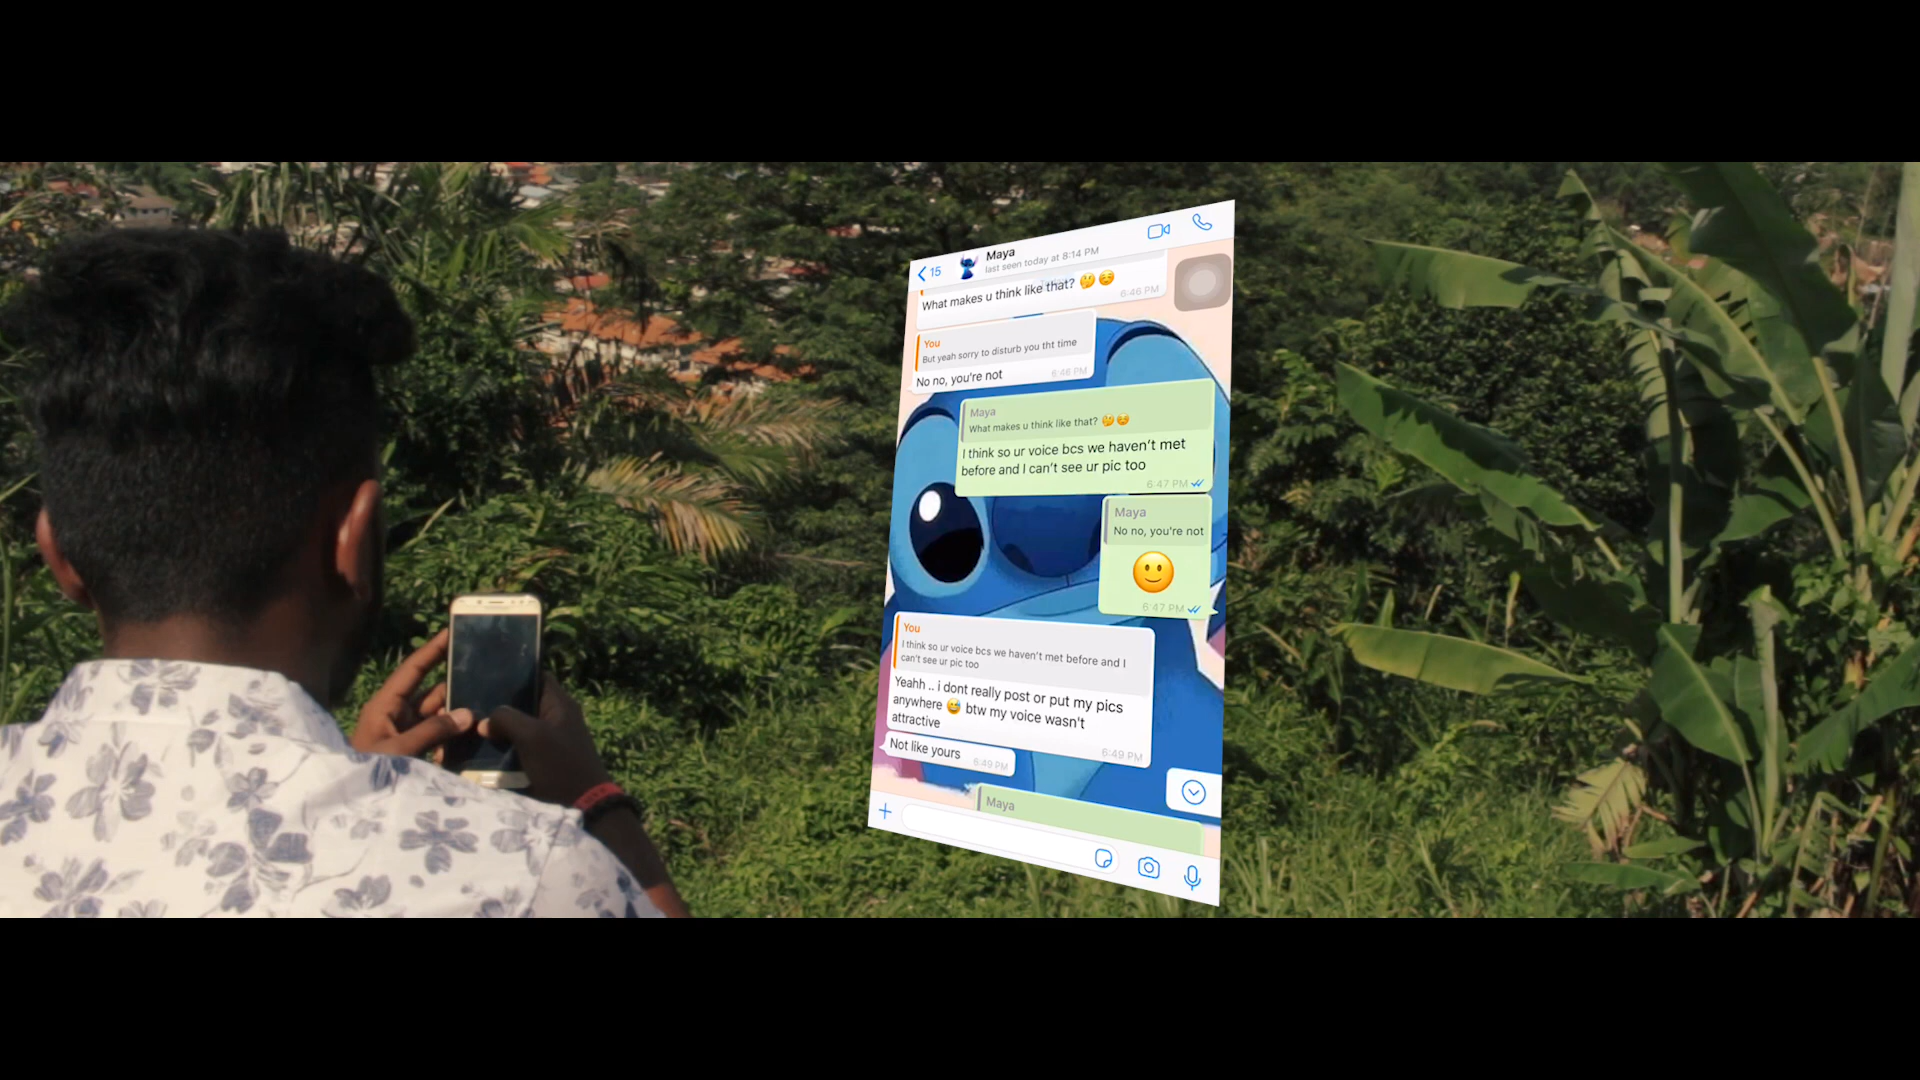 15
Maya
last seen today at 8:14 PM
What makes u think like that? 🤔☺️
6:46 PM
You
But yeah sorry to disturb you tht time
No no, you're not
6:46 PM
Maya
What makes u think like that? 🤔☺️
I think so ur voice bcs we haven't met
before and I can't see ur pic too
6:47 PM
Maya
No no, you're not
🙂
6:47 PM
You
I think so ur voice bcs we haven't met before and I
can't see ur pic too
Yeahh .. i dont really post or put my pics
anywhere 😅 btw my voice wasn't
attractive
6:49 PM
Not like yours
6:49 PM
Maya